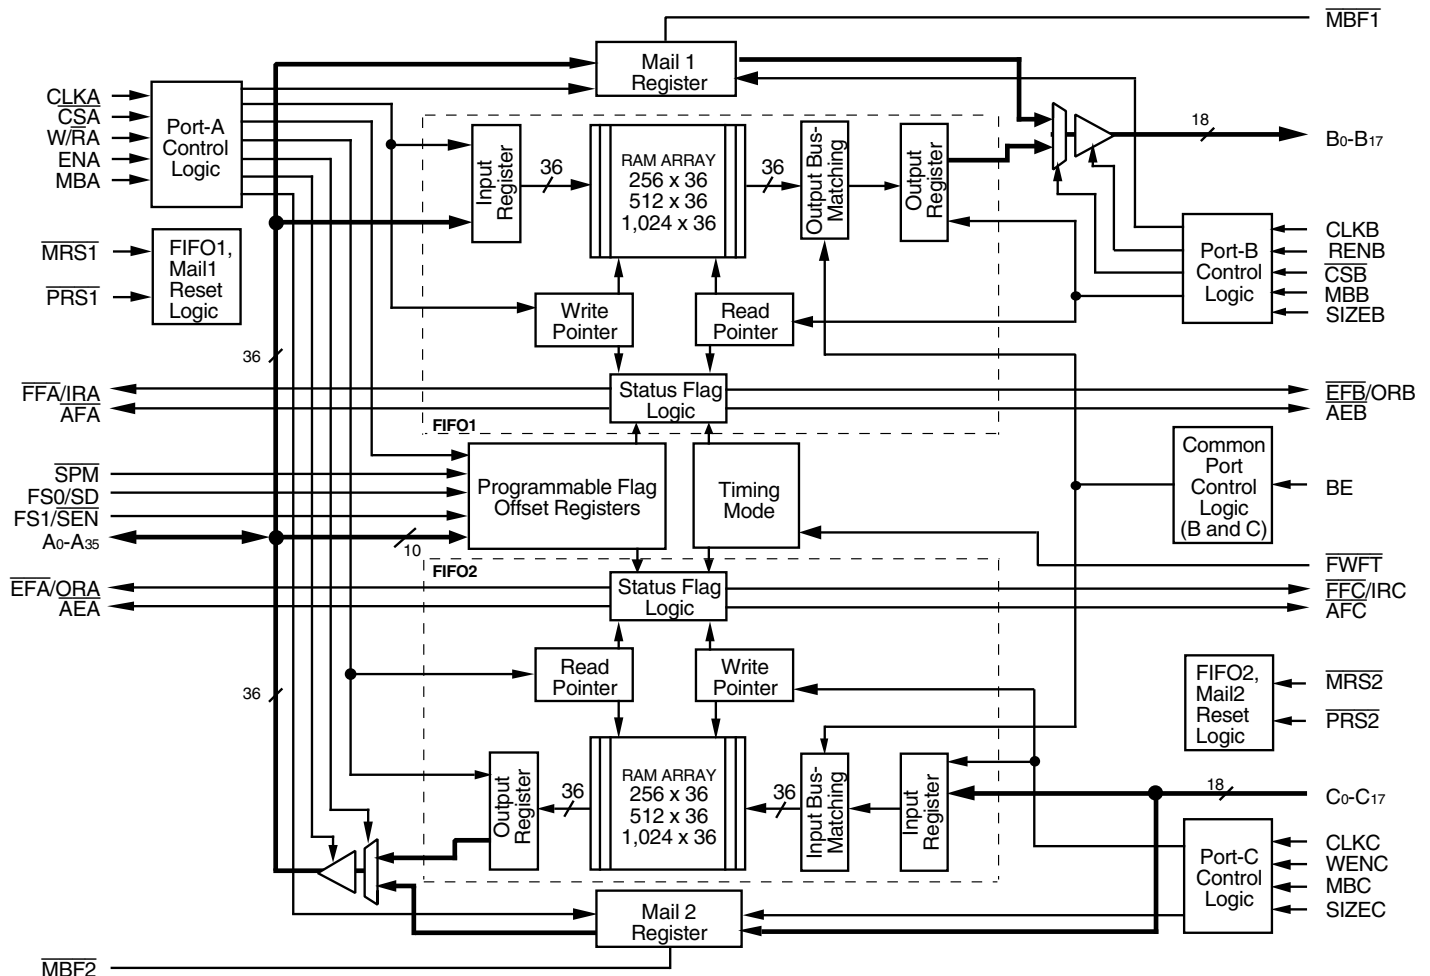 MBF1
Mail 1
Register
CLKA
CSA
W/RA
ENA
MBA
Port-A
Control
Logic
Input
Register
36
RAM ARRAY
256 x 36
512 x 36
1,024 x 36
36
Output Bus-
Matching
Output
Register
18
B0-B17
MRS1
PRS1
FIFO1,
Mail1
Reset
Logic
Write
Pointer
Read
Pointer
Port-B
Control
Logic
CLKB
RENB
CSB
MBB
SIZEB
36
FFA/IRA
AFA
Status Flag
Logic
EFB/ORB
AEB
FIFO1
SPM
FS0/SD
FS1/SEN
A0-A35
10
Programmable Flag
Offset Registers
Timing
Mode
Common
Port
Control
Logic
(B and C)
BE
FWFT
FIFO2
EFA/ORA
AEA
Status Flag
Logic
FFC/IRC
AFC
36
Read
Pointer
Write
Pointer
FIFO2,
Mail2
Reset
Logic
MRS2
PRS2
Output
Register
36
RAM ARRAY
256 x 36
512 x 36
1,024 x 36
36
Input Bus-
Matching
Input
Register
18
C0-C17
Port-C
Control
Logic
CLKC
WENC
MBC
SIZEC
Mail 2
Register
MBF2